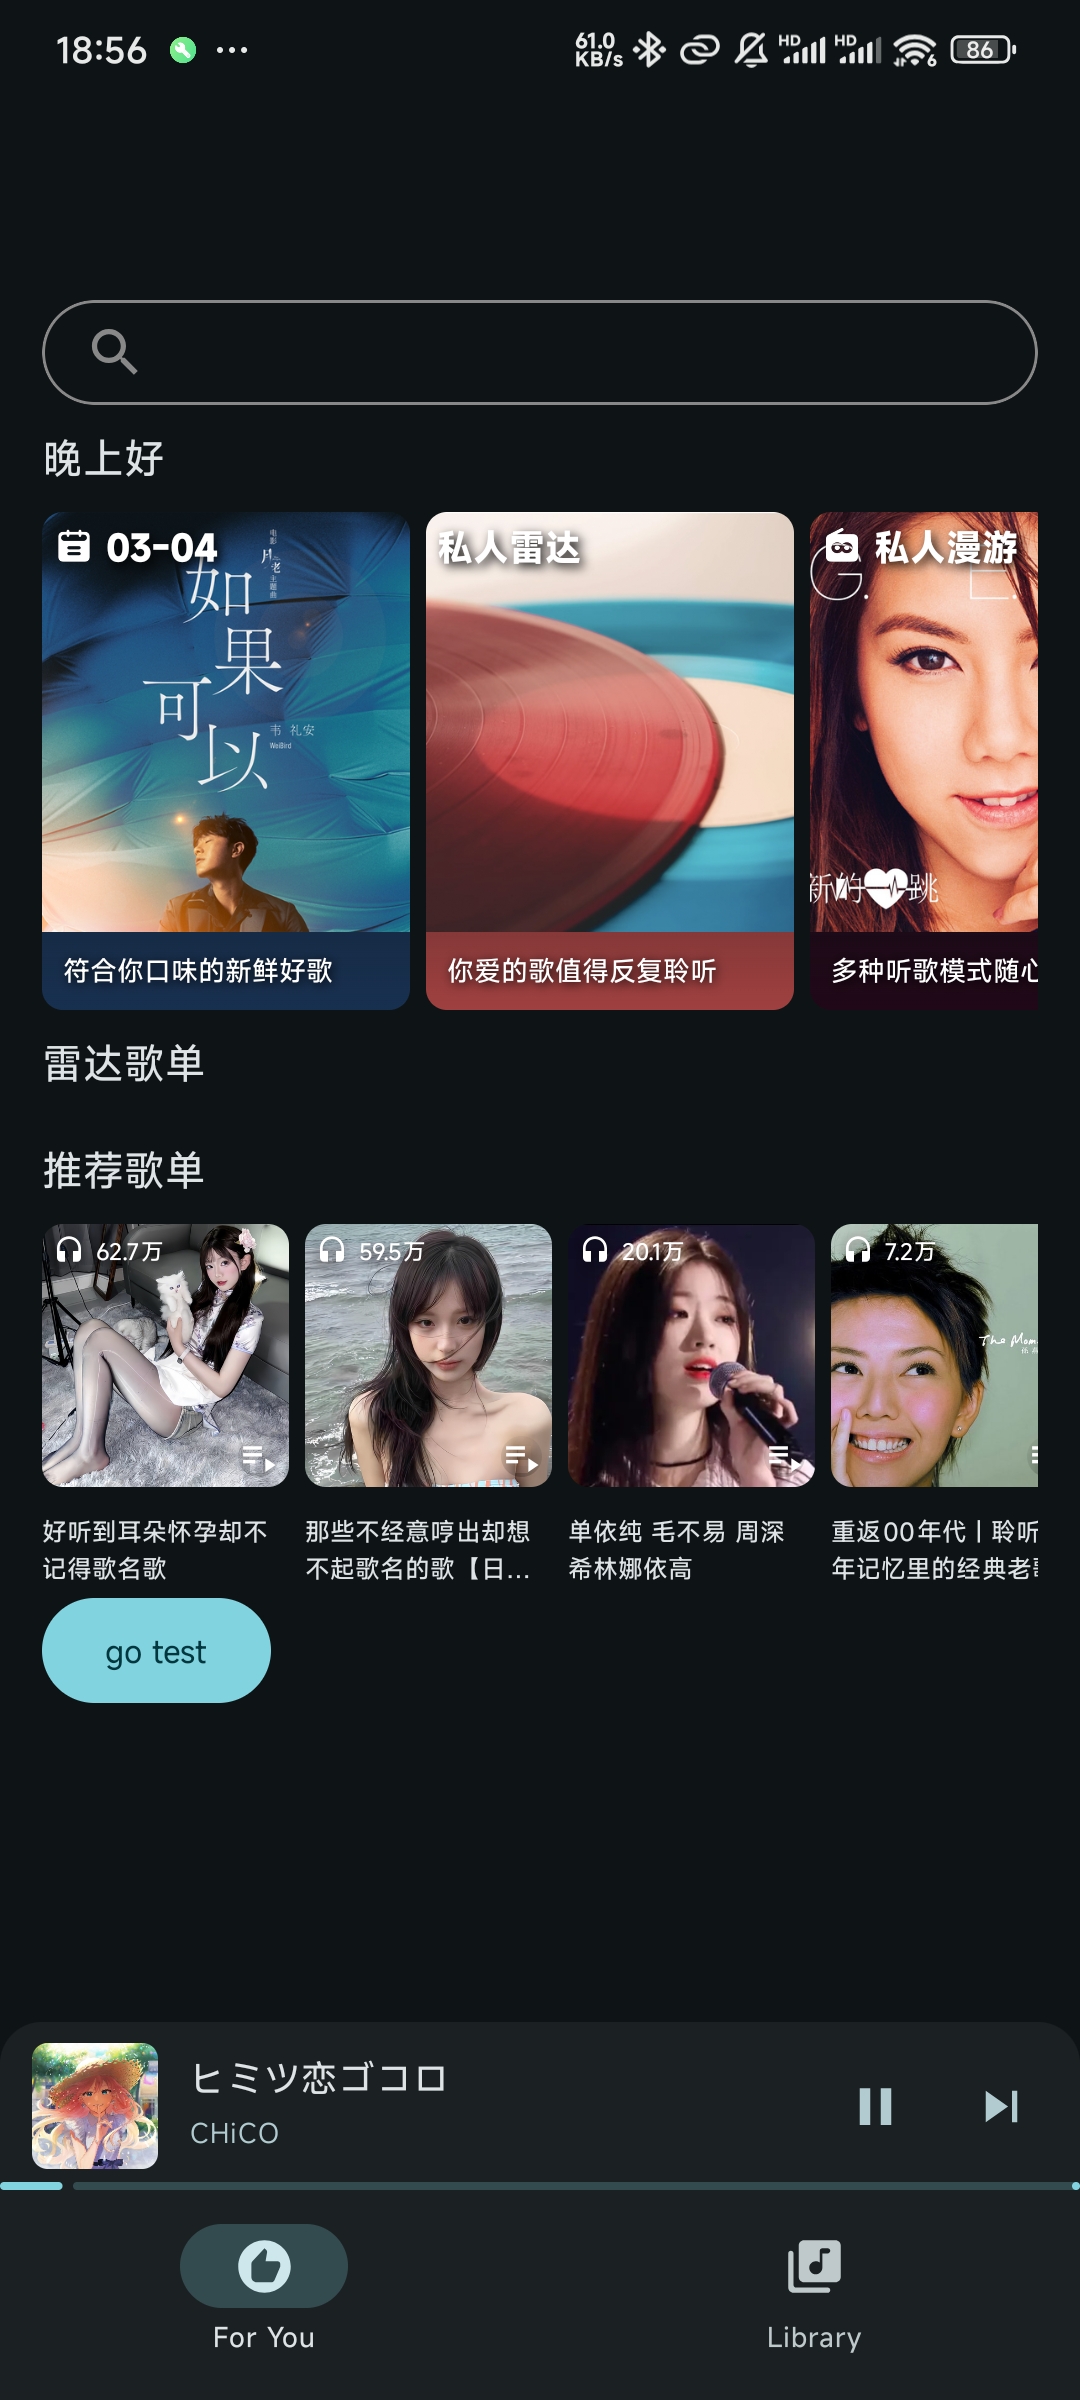 18:56
61.0
KB/s
HD
HD
6
86
晚上好
03-04
电影
月老
主题曲
如果可以
韦礼安
WeiBird
符合你口味的新鲜好歌
私人雷达
你爱的歌值得反复聆听
私人漫游
G. E.
新的 跳
多种听歌模式随心
雷达歌单
推荐歌单
62.7万
好听到耳朵怀孕却不
记得歌名歌
59.5万
那些不经意哼出却想
不起歌名的歌【日...
20.1万
单依纯 毛不易 周深
希林娜依高
7.2万
The Mom
重返00年代丨聆听
年记忆里的经典老
go test
ヒミツ恋ゴコロ
CHiCO
For You
Library